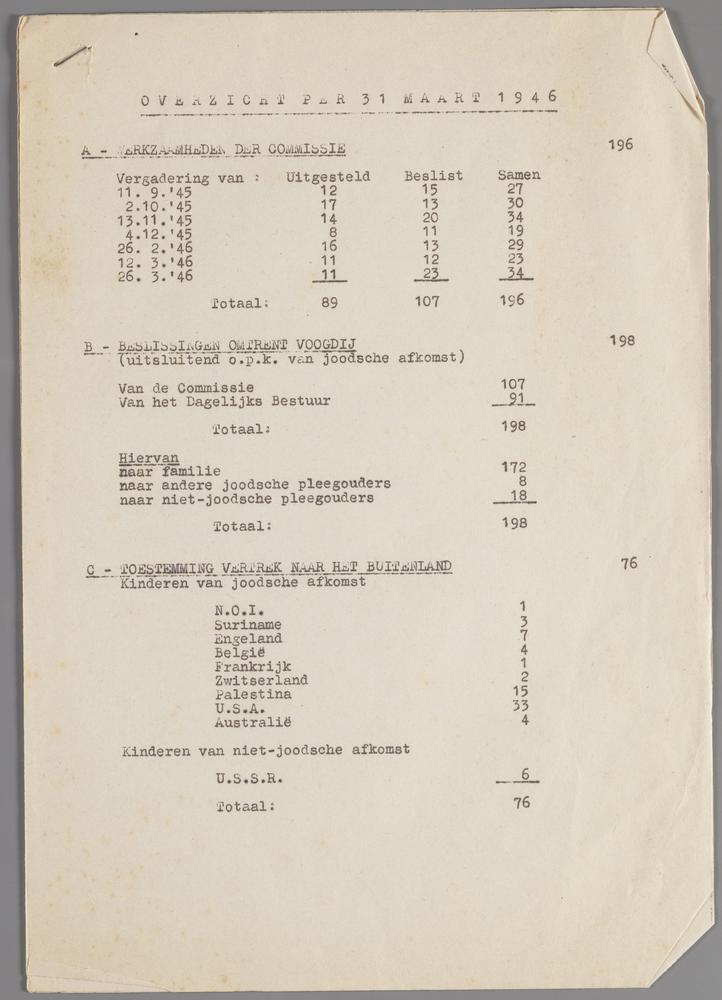 OVERZICHT PER 31 MAART 1946
A - WERKZAAMHEDEN DER COMMISSIE 196
Vergadering van : Uitgesteld Beslist Samen
11. 9.'45 12 15 27
2.10.'45 17 13 30
13.11.'45 14 20 34
4.12.'45 8 11 19
26. 2.'46 16 13 29
12. 3.'46 11 12 23
26. 3.'46 11 23 34
Totaal: 89 107 196
B - BESLISSINGEN OMTRENT VOOGDIJ 198
(uitsluitend o.p.k. van joodsche afkomst)
Van de Commissie 107
Van het Dagelijks Bestuur 91
Totaal: 198
Hiervan
naar familie 172
naar andere joodsche pleegouders 8
naar niet-joodsche pleegouders 18
Totaal: 198
C - TOESTEMMING VERTREK NAAR HET BUITENLAND 76
Kinderen van joodsche afkomst
N.O.I. 1
Suriname 3
Engeland 7
België 4
Frankrijk 1
Zwitserland 2
Palestina 15
U.S.A. 33
Australië 4
Kinderen van niet-joodsche afkomst
U.S.S.R. 6
Totaal: 76